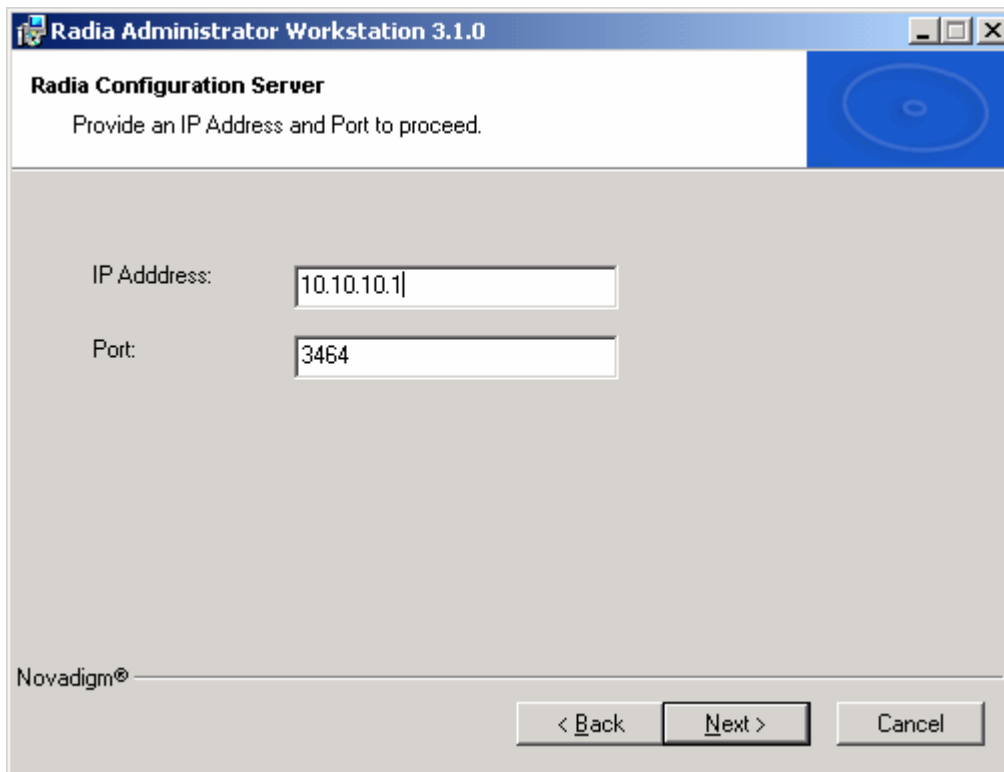 Radia Administrator Workstation 3.1.0
Radia Configuration Server
Provide an IP Address and Port to proceed.
IP Adddress:
10.10.10.1
Port:
3464
Novadigm®
< Back
Next >
Cancel